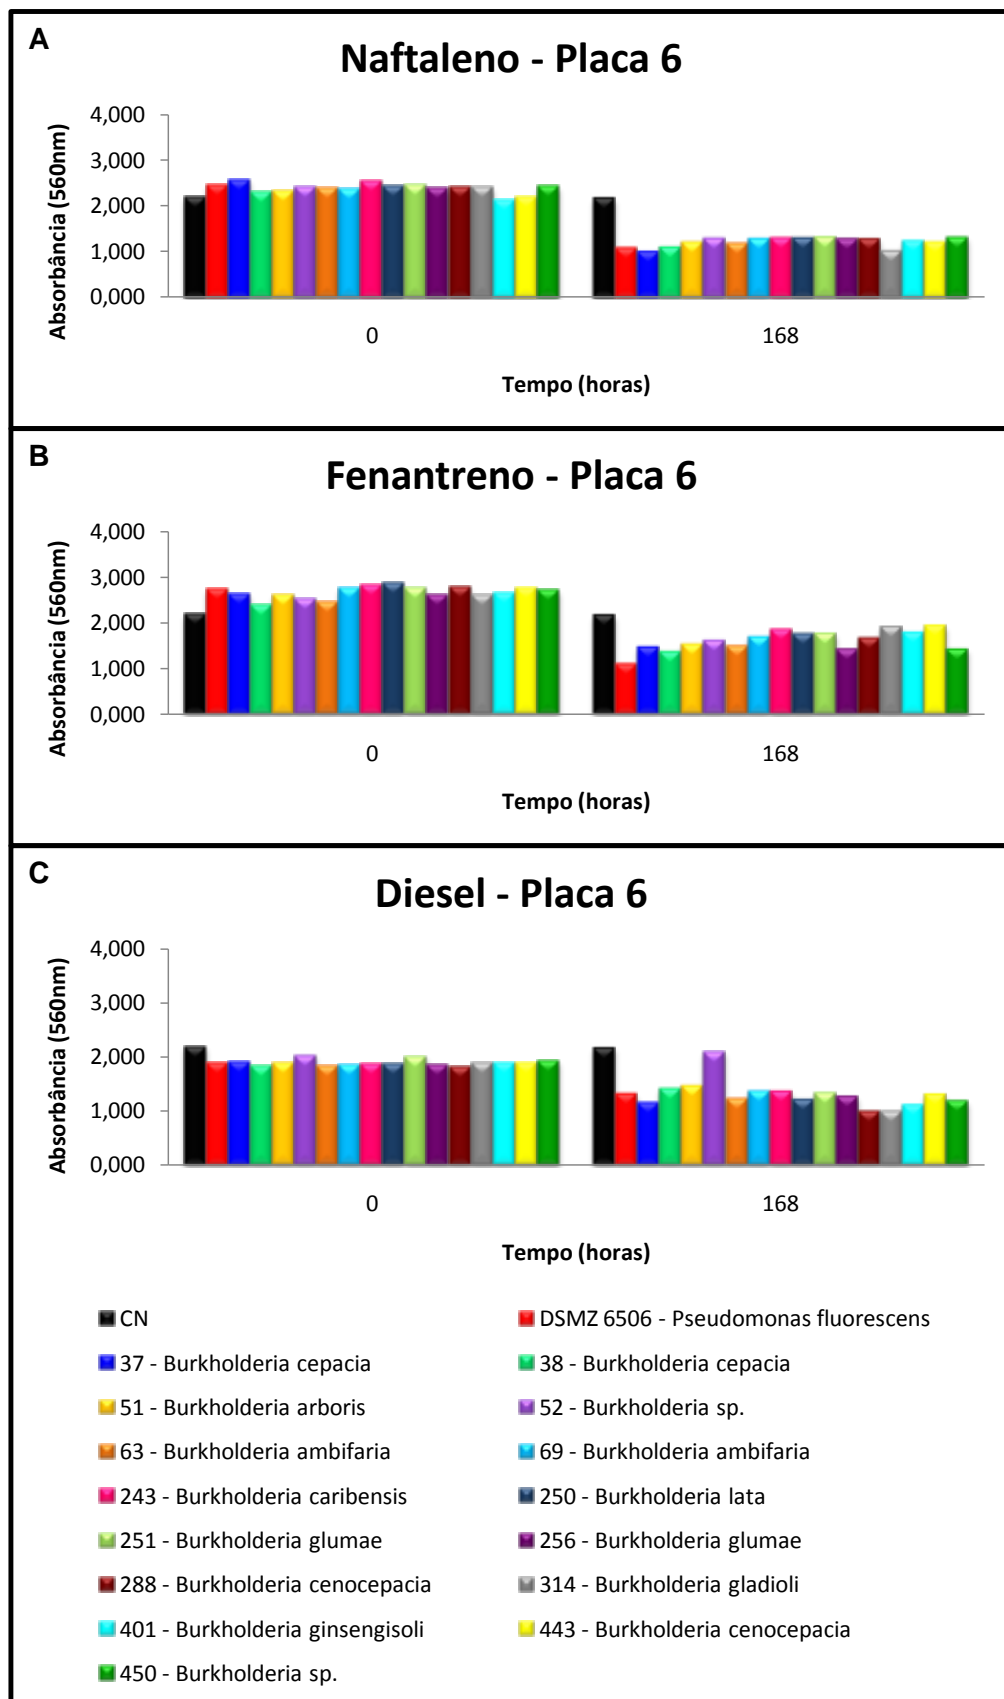 A
Naftaleno - Placa 6
Absorbância (560nm)
4,000
3,000
2,000
1,000
0,000
0
168
Tempo (horas)
B
Fenantreno - Placa 6
Absorbância (560nm)
4,000
3,000
2,000
1,000
0,000
0
168
Tempo (horas)
C
Diesel - Placa 6
Absorbância (560nm)
4,000
3,000
2,000
1,000
0,000
0
168
Tempo (horas)
CN
DSMZ 6506 - Pseudomonas fluorescens
37 - Burkholderia cepacia
38 - Burkholderia cepacia
51 - Burkholderia arboris
52 - Burkholderia sp.
63 - Burkholderia ambifaria
69 - Burkholderia ambifaria
243 - Burkholderia caribensis
250 - Burkholderia lata
251 - Burkholderia glumae
256 - Burkholderia glumae
288 - Burkholderia cenocepacia
314 - Burkholderia gladioli
401 - Burkholderia ginsengisoli
443 - Burkholderia cenocepacia
450 - Burkholderia sp.